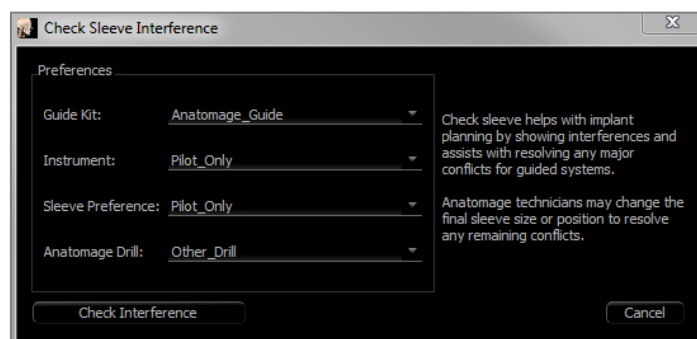 Check Sleeve Interference
Preferences
Guide Kit: Anatomage_Guide
Instrument: Pilot_Only
Sleeve Preference: Pilot_Only
Anatomage Drill: Other_Drill
Check sleeve helps with implant
planning by showing interferences and
assists with resolving any major
conflicts for guided systems.
Anatomage technicians may change the
final sleeve size or position to resolve
any remaining conflicts.
Check Interference
Cancel